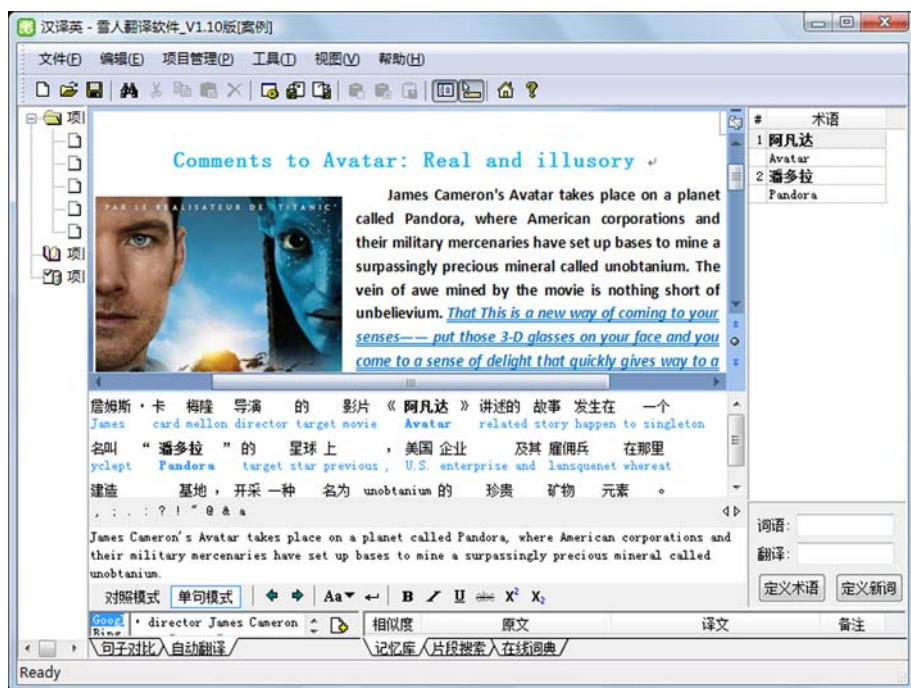 汉译英 - 雪人翻译软件_V1.10版[案例]
文件(F) 编辑(E) 项目管理(P) 工具(T) 视图(V) 帮助(H)
项
项
项
Comments to Avatar: Real and illusory
PAR LE REALISATEUR DE "TITANIC"
James Cameron's Avatar takes place on a planet
called Pandora, where American corporations and
their military mercenaries have set up bases to mine a
surpassingly precious mineral called unobtanium. The
vein of awe mined by the movie is nothing short of
unbelievium. That This is a new way of coming to your
senses—— put those 3-D glasses on your face and you
come to a sense of delight that quickly gives way to a
# 术语
1 阿凡达
Avatar
2 潘多拉
Pandora
詹姆斯·卡 梅隆 导演 的 影片 《 阿凡达 》 讲述的 故事 发生在 一个
James card mellon director target movie Avatar related story happen to singleton
名叫 “ 潘多拉 ” 的 星球 上 , 美国 企业 及其 雇佣兵 在那里
yclept Pandora target star previous , U.S. enterprise and lansquenet whereat
建造 基地 , 开采 一种 名为 unobtanium 的 珍贵 矿物 元素 。
, ; . : ? ! " @ & a
James Cameron's Avatar takes place on a planet called Pandora, where American corporations and
their military mercenaries have set up bases to mine a surpassingly precious mineral called
unobtanium.
对照模式 单句模式 Aa B I U abc X² X₂
词语:
翻译:
定义术语 定义新词
Googl · director James Cameron
Bing
相似度 原文 译文 备注
句子对比 自动翻译 记忆库 片段搜索 在线词典
Ready